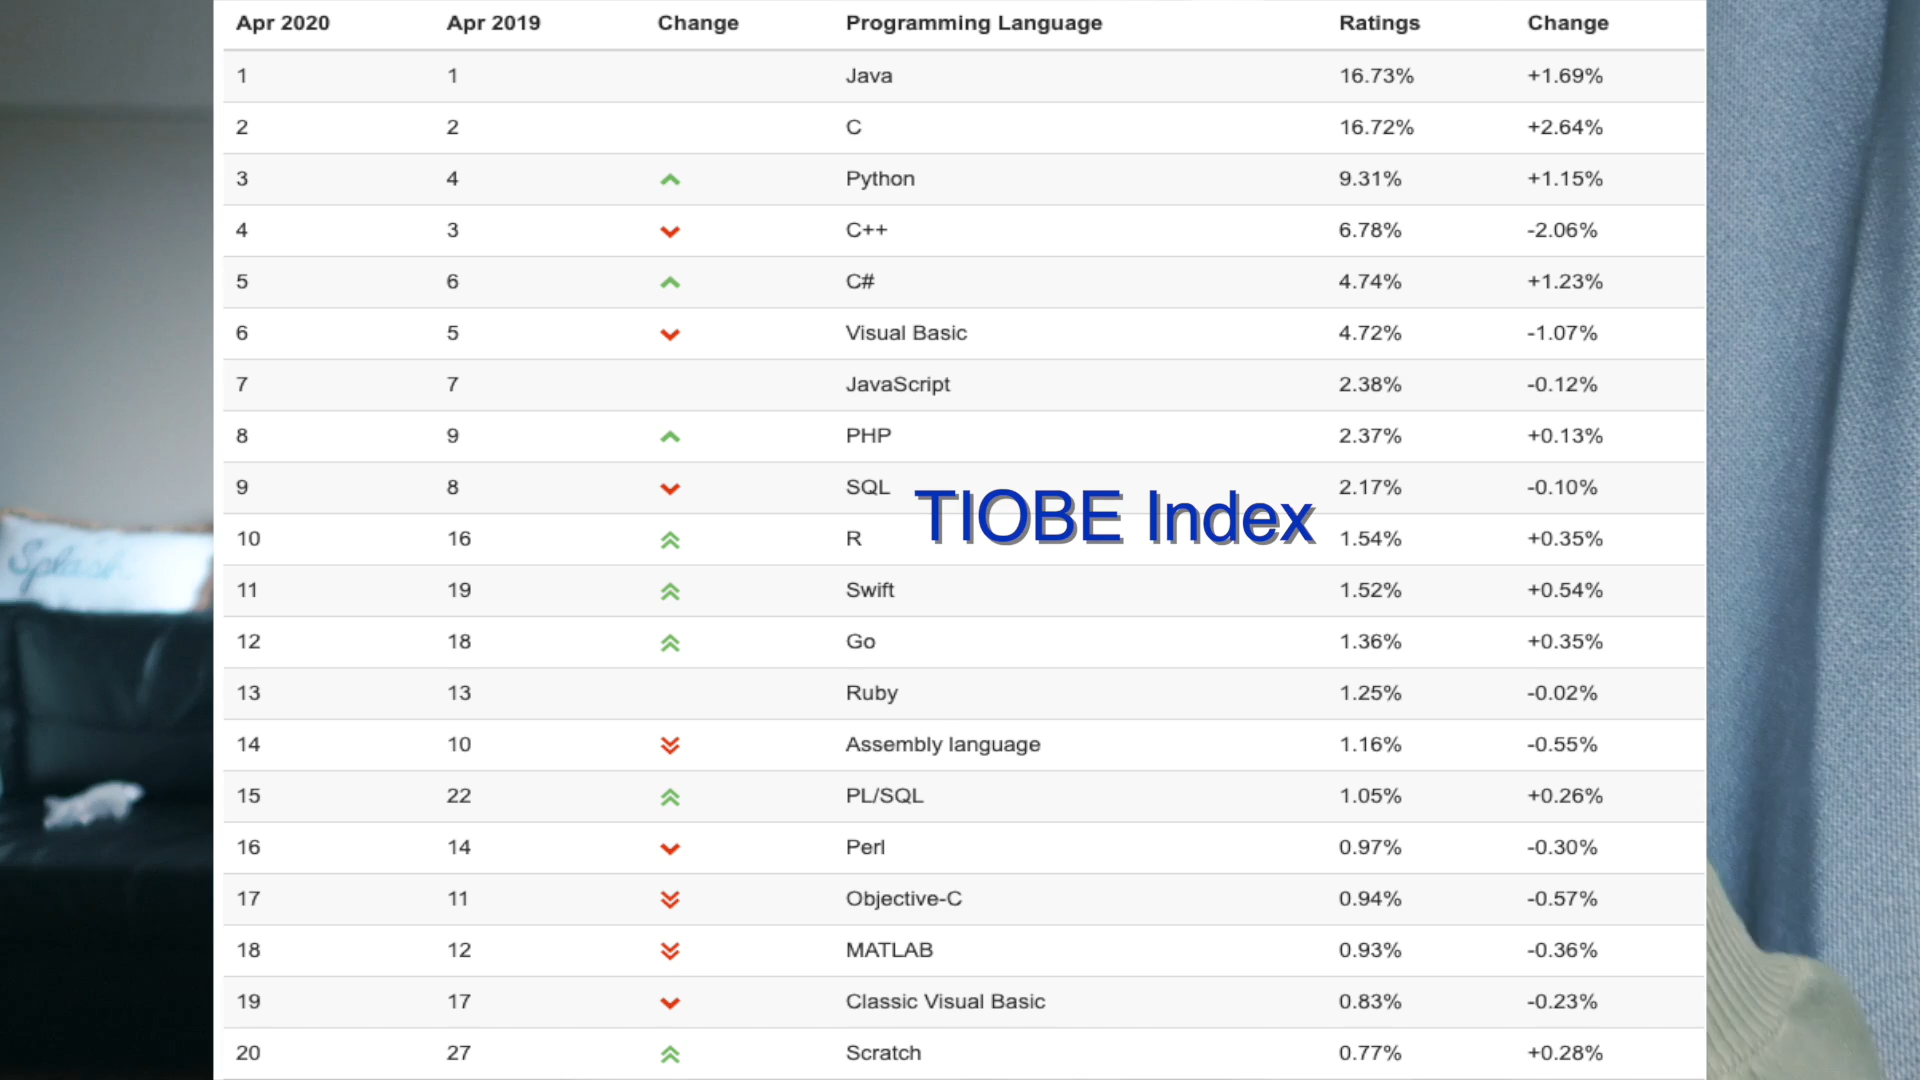 Apr 2020 Apr 2019 Change Programming Language Ratings Change
1 1 Java 16.73% +1.69%
2 2 C 16.72% +2.64%
3 4 Python 9.31% +1.15%
4 3 C++ 6.78% -2.06%
5 6 C# 4.74% +1.23%
6 5 Visual Basic 4.72% -1.07%
7 7 JavaScript 2.38% -0.12%
8 9 PHP 2.37% +0.13%
9 8 SQL 2.17% -0.10%
TIOBE Index
10 16 R 1.54% +0.35%
11 19 Swift 1.52% +0.54%
12 18 Go 1.36% +0.35%
13 13 Ruby 1.25% -0.02%
14 10 Assembly language 1.16% -0.55%
15 22 PL/SQL 1.05% +0.26%
16 14 Perl 0.97% -0.30%
17 11 Objective-C 0.94% -0.57%
18 12 MATLAB 0.93% -0.36%
19 17 Classic Visual Basic 0.83% -0.23%
20 27 Scratch 0.77% +0.28%
Splash